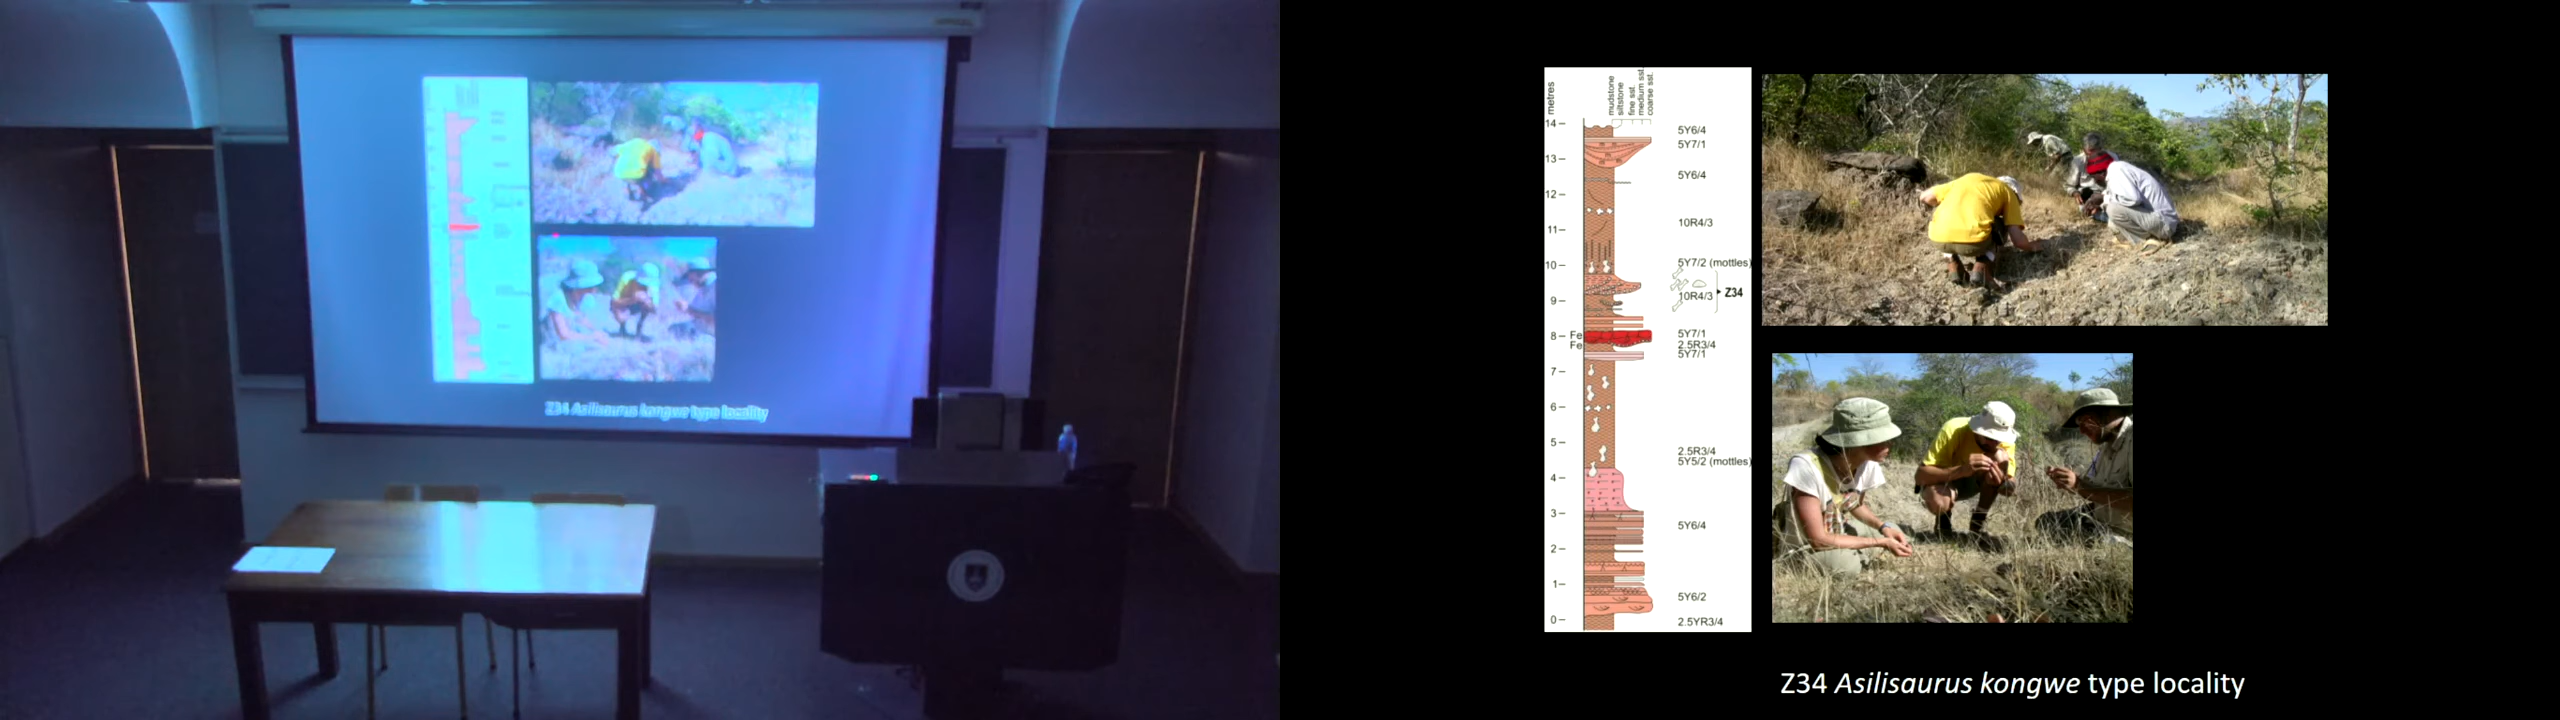 Z34 Asilisaurus kongwe type locality
metres
mudstone
siltstone
fine sst.
medium sst.
coarse sst.
14
13
12
11
10
9
8
7
6
5
4
3
2
1
0
Fe
Fe
5Y6/4
5Y7/1
5Y6/4
10R4/3
5Y7/2 (mottles)
10R4/3
Z34
5Y7/1
2.5R3/4
5Y7/1
2.5R3/4
5Y5/2 (mottles)
5Y6/4
5Y6/2
2.5YR3/4
Z34 Asilisaurus kongwe type locality